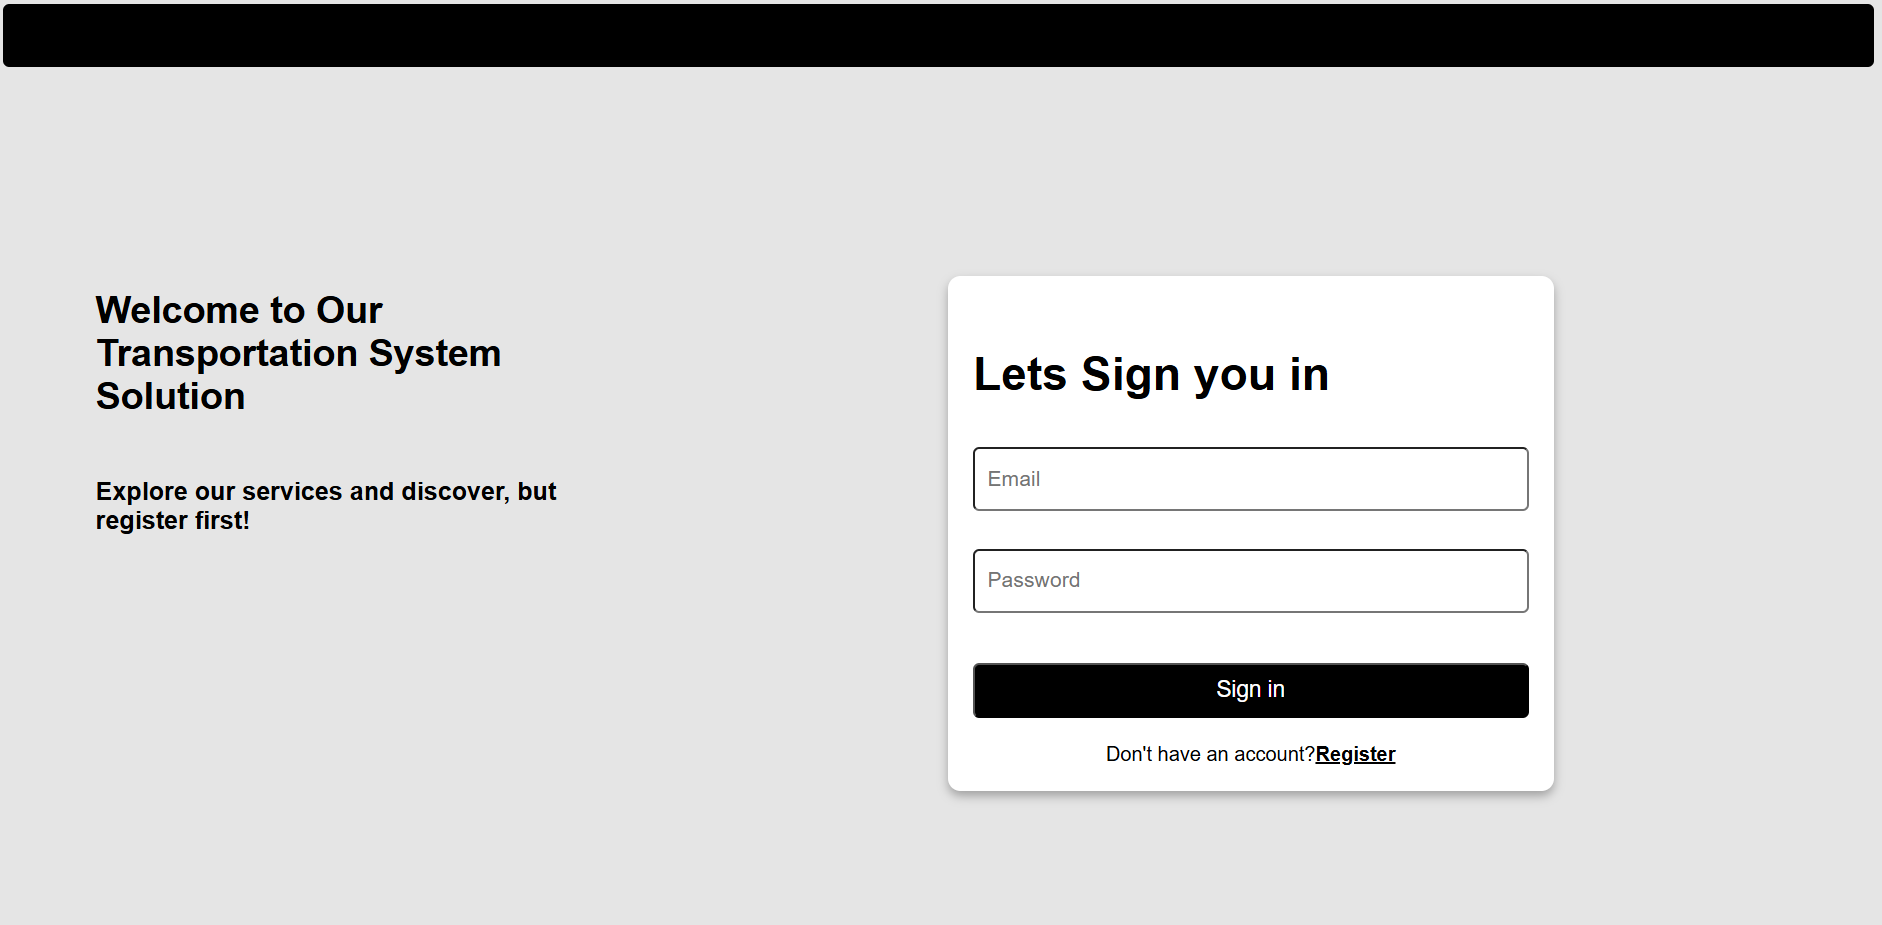 Welcome to Our
Transportation System
Solution
Explore our services and discover, but
register first!
Lets Sign you in
Email
Password
Sign in
Don't have an account?Register